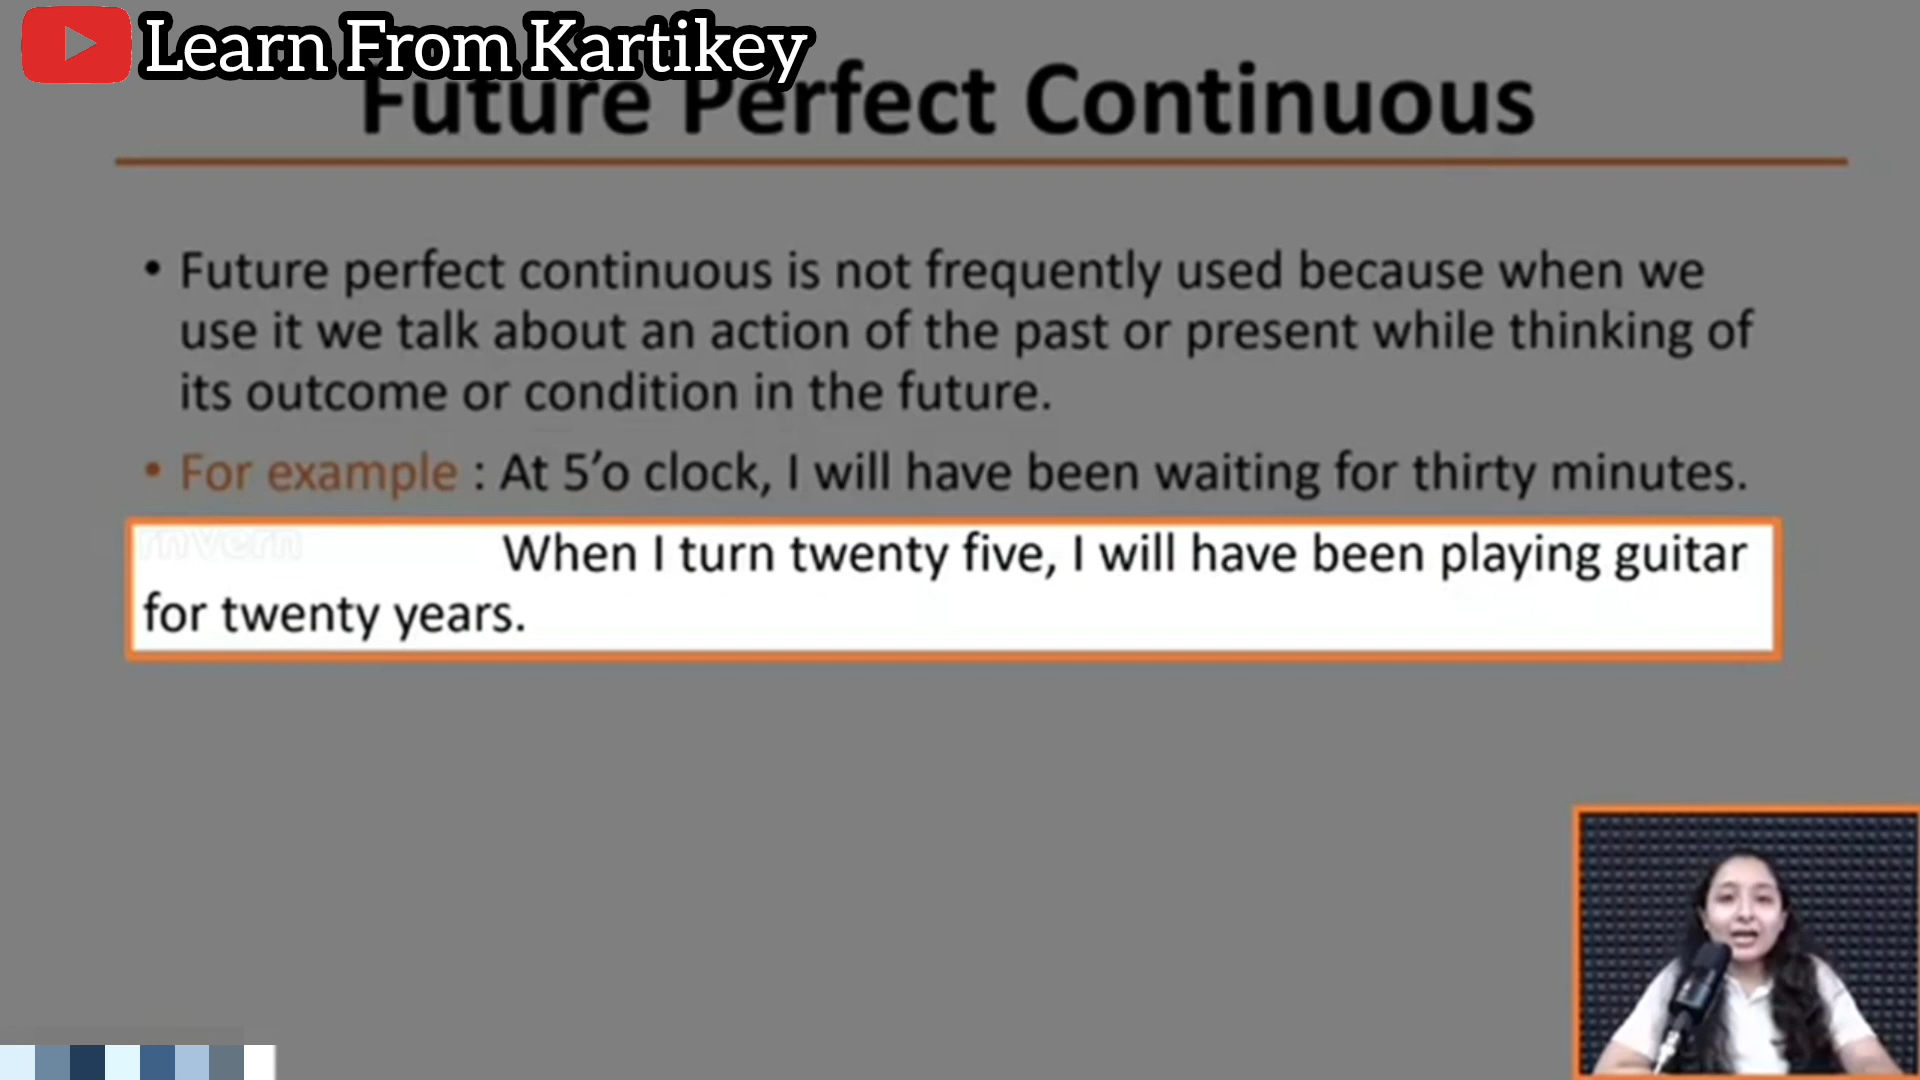 Learn From Kartikey
Future Perfect Continuous
• Future perfect continuous is not frequently used because when we
use it we talk about an action of the past or present while thinking of
its outcome or condition in the future.
• For example : At 5’o clock, I will have been waiting for thirty minutes.
When I turn twenty five, I will have been playing guitar
for twenty years.